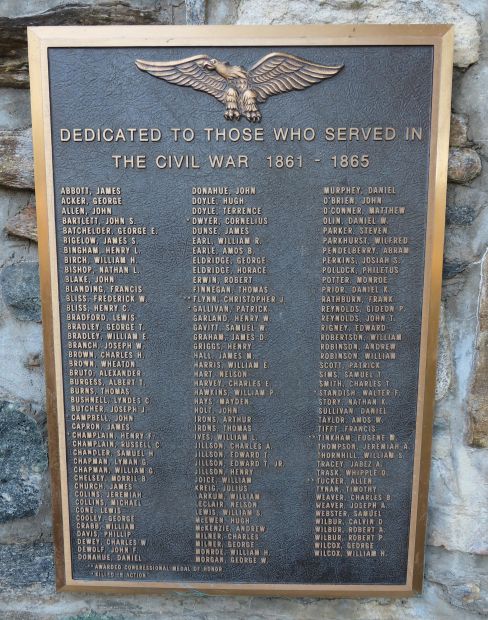 DEDICATED TO THOSE WHO SERVED IN
THE CIVIL WAR 1861 - 1865
ABBOTT, JAMES
ACKER, GEORGE
ALLEN, JOHN
BARTLETT, JOHN S.
BATCHELDER, GEORGE E.
BIGELOW, JAMES S.
BINGHAM, HENRY L.
BIRCH, WILLIAM H.
BISHOP, NATHAN L.
BLAKE, JOHN
BLANDING, FRANCIS
BLISS, FREDERICK W.
BLISS, HENRY C.
BRADFORD, LEWIS
BRADLEY, GEORGE T.
BRADLEY, WILLIAM E.
BRANCH, JOSEPH W.
BROWN, CHARLES H.
BROWN, WHEATON
BRUTO, ALEXANDER
BURGESS, ALBERT T.
BURNS, THOMAS
BUSHNELL, LYNDES C.
BUTCHER, JOSEPH J.
CAMPBELL, JOHN
CAPRON, JAMES
*CHAMPLAIN, HENRY F.
CHAMPLAIN, RUSSELL C.
CHANDLER, SAMUEL H.
CHAPMAN, LYMAN G.
CHAPMAN, WILLIAM C.
CHELSEY, MORRIL B.
*CHURCH, JAMES
COLLINS, JEREMIAH
COLLINS, MICHAEL
CONE, LEWIS
COOLEY, GEORGE
CRABB, WILLIAM
DAVIS, PHILLIP
DEWEY, CHARLES W.
DEWOLF, JOHN F.
DONAHUE, DANIEL
DONAHUE, JOHN
DOYLE, HUGH
DOYLE, TERRENCE
*DWYER, CORNELIUS
DUNSE, JAMES
EARL, WILLIAM R.
EARLE, AMOS B.
ELDRIDGE, GEORGE
ELDRIDGE, HORACE
ERWIN, ROBERT
FINNEGAN, THOMAS
**FLYNN, CHRISTOPHER J.
*GALLIVAN, PATRICK
GARLAND, HENRY W.
GAVITT, SAMUEL W.
GRAHAM, JAMES D.
GRIGGS, HENRY
HALL, JAMES M.
HARRIS, WILLIAM E.
HART, NELSON
HARVEY, CHARLES E.
HAWKINS, WILLIAM P.
HAYS, MAYDEN
HOLT, JOHN
IRONS, ARTHUR
IRONS, THOMAS
IVES, WILLIAM L.
JILLSON, CHARLES A.
JILLSON, EDWARD T.
JILLSON, EDWARD T. JR.
JILLSON, HENRY
JOICE, WILLIAM
KREIG, JULIUS
LARKUM, WILLIAM
LECLAIR, NELSON
LEWIS, WILLIAM S.
McEWEN, HUGH
McKENZIE, ANDREW
MILNER, CHARLES
MILNER, GEORGE
MONROE, WILLIAM H.
MORGAN, GEORGE W.
MURPHEY, DANIEL
O'BRIEN, JOHN
O'CONNER, MATTHEW
OLIN, DANIEL W.
PARKER, STEVEN
PARKHURST, WILFRED
PENDELBERRY, ABRAM
PERKINS, JOSIAH S.
POLLOCK, PHILETUS
POTTER, MONROE
PRIOR, DANIEL K.
RATHBURN, FRANK
REYNOLDS, GIDEON P.
REYNOLDS, JOHN T.
RIGNEY, EDWARD
ROBERTSON, WILLIAM
ROBINSON, ANDREW
ROBINSON, WILLIAM
SCOTT, PATRICK
SIMS, SAMUEL T.
SMITH, CHARLES T.
*STANDISH, WALTER F.
STORY, NATHAN K.
SULLIVAN, DANIEL
TAYLOR, AMOS W.
TIFFT, FRANCIS
**TINKHAM, EUGENE M.
THOMPSON, JEREMIAH A.
THORNHILL, WILLIAM S.
TRACEY, JABEZ A.
TRASK, WHIPPLE O.
**TUCKER, ALLEN
TYNAN, TIMOTHY
WEAVER, CHARLES B.
WEAVER, JOSEPH A.
WEBSTER, SAMUEL
WILBUR, CALVIN D.
WILBUR, ROBERT A.
WILBUR, ROBERT P.
WILCOX, GEORGE
WILCOX, WILLIAM H.
**AWARDED CONGRESSIONAL MEDAL OF HONOR
*KILLED IN ACTION